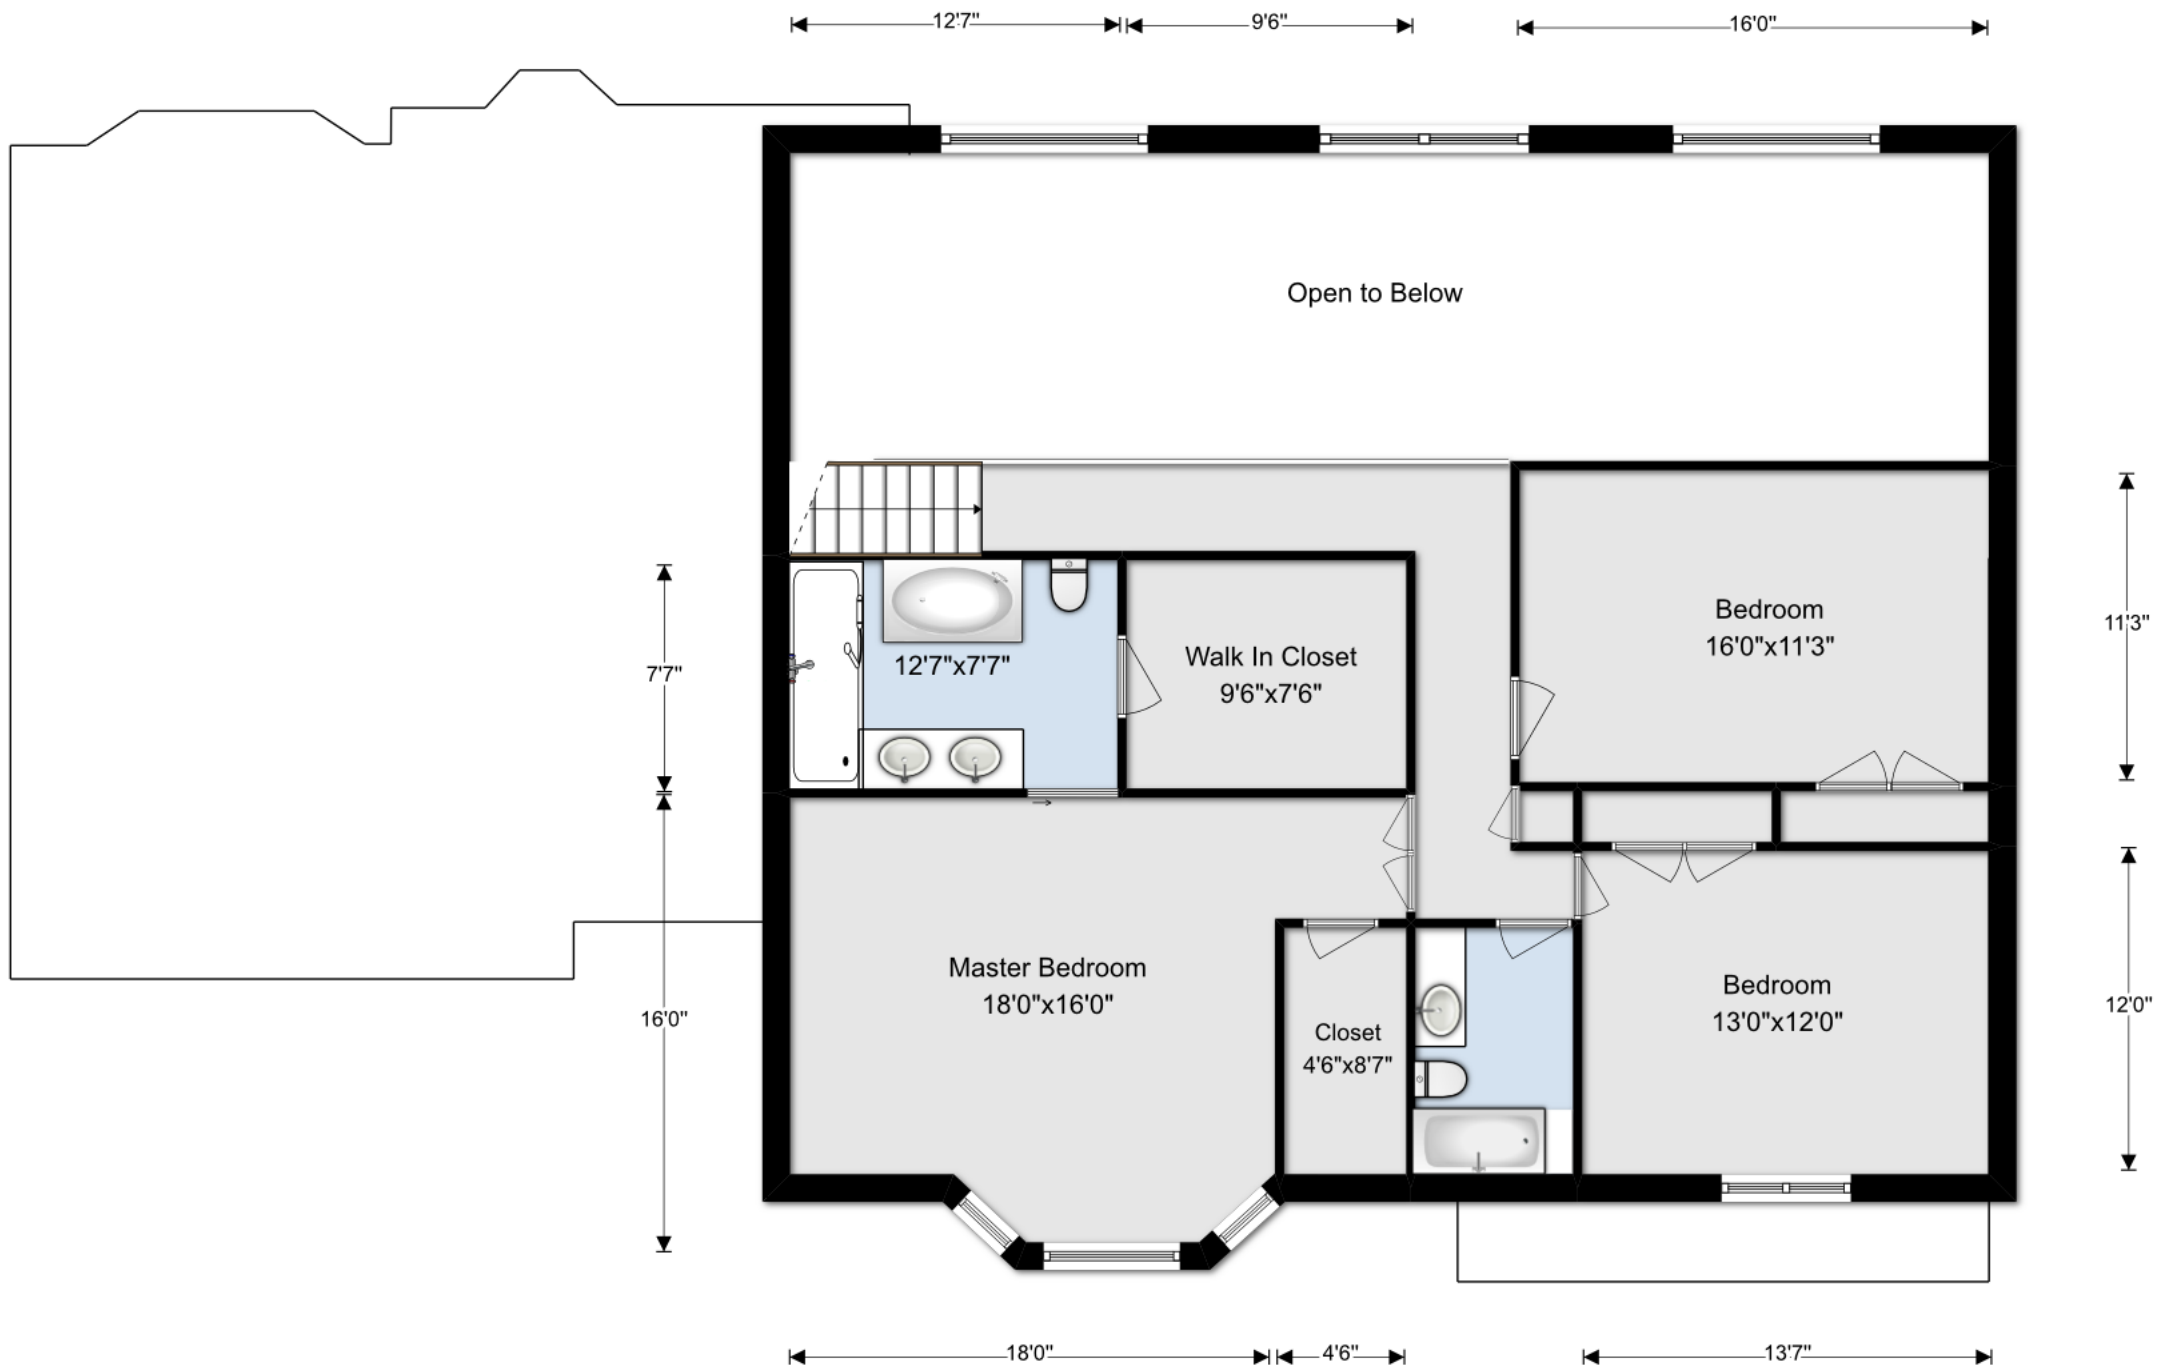 12'7"
9'6"
16'0"
Open to Below
Bedroom
16'0"x11'3"
11'3"
7'7"
12'7"x7'7"
Walk In Closet
9'6"x7'6"
Master Bedroom
18'0"x16'0"
16'0"
Closet
4'6"x8'7"
Bedroom
13'0"x12'0"
12'0"
18'0"
4'6"
13'7"